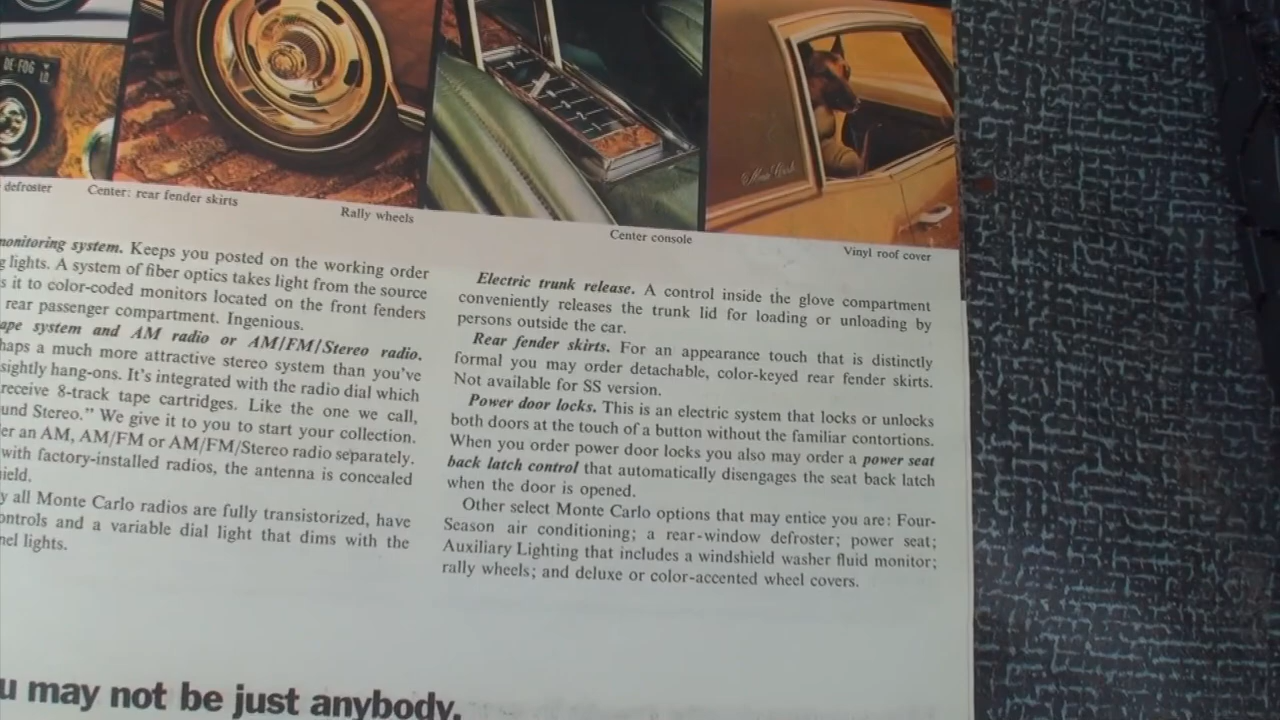 DE FOG
defroster
Center: rear fender skirts
Rally wheels
Center console
Monte Carlo
Vinyl roof cover
monitoring system. Keeps you posted on the working order
g lights. A system of fiber optics takes light from the source
s it to color-coded monitors located on the front fenders
rear passenger compartment. Ingenious.
ape system and AM radio or AM/FM/Stereo radio.
haps a much more attractive stereo system than you've
sightly hang-ons. It's integrated with the radio dial which
receive 8-track tape cartridges. Like the one we call,
und Stereo." We give it to you to start your collection.
er an AM, AM/FM or AM/FM/Stereo radio separately.
with factory-installed radios, the antenna is concealed
ield.
y all Monte Carlo radios are fully transistorized, have
ontrols and a variable dial light that dims with the
nel lights.
Electric trunk release. A control inside the glove compartment
conveniently releases the trunk lid for loading or unloading by
persons outside the car.
Rear fender skirts. For an appearance touch that is distinctly
formal you may order detachable, color-keyed rear fender skirts.
Not available for SS version.
Power door locks. This is an electric system that locks or unlocks
both doors at the touch of a button without the familiar contortions.
When you order power door locks you also may order a power seat
back latch control that automatically disengages the seat back latch
when the door is opened.
Other select Monte Carlo options that may entice you are: Four-
Season air conditioning; a rear-window defroster; power seat;
Auxiliary Lighting that includes a windshield washer fluid monitor;
rally wheels; and deluxe or color-accented wheel covers.
u may not be just anybody.